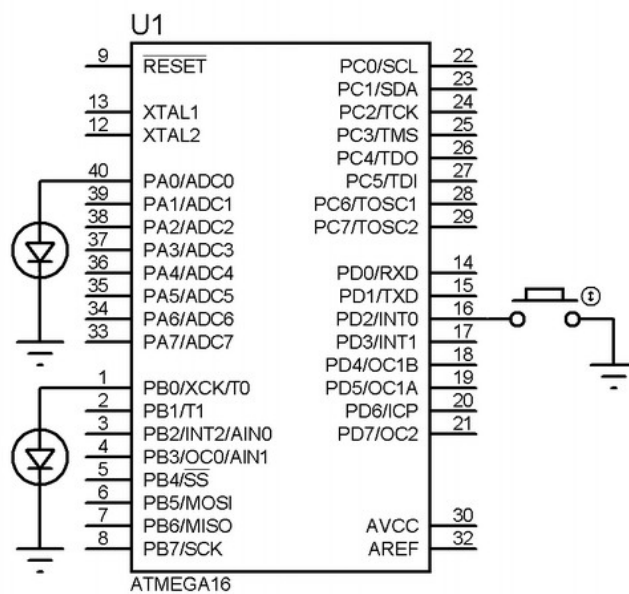 U1
9 RESET PC0/SCL 22
PC1/SDA 23
13 XTAL1 PC2/TCK 24
12 XTAL2 PC3/TMS 25
PC4/TDO 26
40 PA0/ADC0 PC5/TDI 27
39 PA1/ADC1 PC6/TOSC1 28
38 PA2/ADC2 PC7/TOSC2 29
37 PA3/ADC3
36 PA4/ADC4 PD0/RXD 14
35 PA5/ADC5 PD1/TXD 15
34 PA6/ADC6 PD2/INT0 16
33 PA7/ADC7 PD3/INT1 17
PD4/OC1B 18
1 PB0/XCK/T0 PD5/OC1A 19
2 PB1/T1 PD6/ICP 20
3 PB2/INT2/AIN0 PD7/OC2 21
4 PB3/OC0/AIN1
5 PB4/SS
6 PB5/MOSI
7 PB6/MISO AVCC 30
8 PB7/SCK AREF 32
ATMEGA16